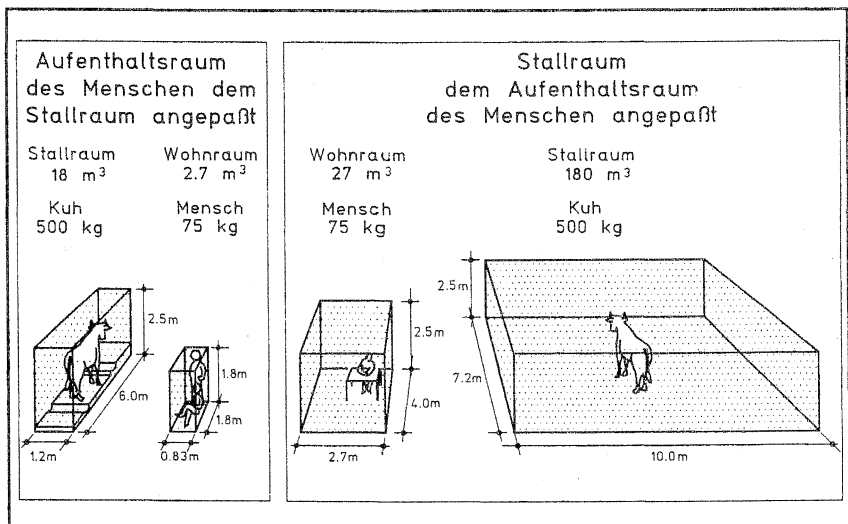 Aufenthaltsraum
des Menschen dem
Stallraum angepaßt
Stallraum Wohnraum
18 m³ 2.7 m³
Kuh Mensch
500 kg 75 kg
2.5m
6.0m
1.2m
1.8m
1.8m
0.83m
Stallraum
dem Aufenthaltsraum
des Menschen angepaßt
Wohnraum Stallraum
27 m³ 180 m³
Mensch Kuh
75 kg 500 kg
2.5m
4.0m
2.7m
2.5m
7.2m
10.0m